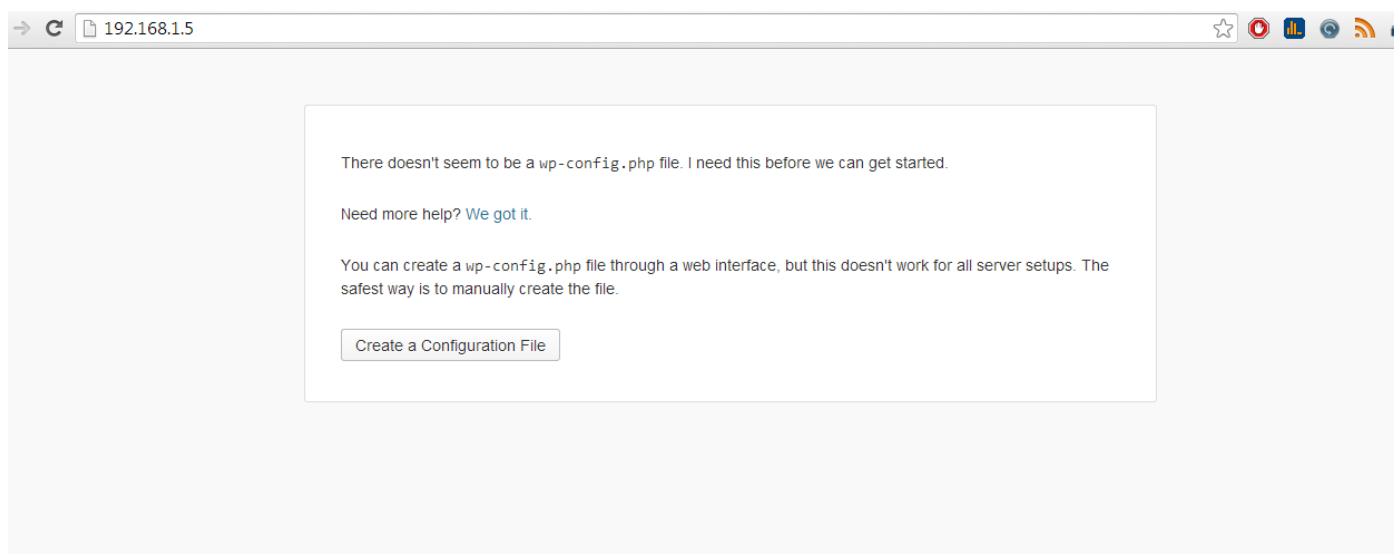 192.168.1.5
There doesn't seem to be a wp-config.php file. I need this before we can get started.
Need more help? We got it.
You can create a wp-config.php file through a web interface, but this doesn't work for all server setups. The
safest way is to manually create the file.
Create a Configuration File